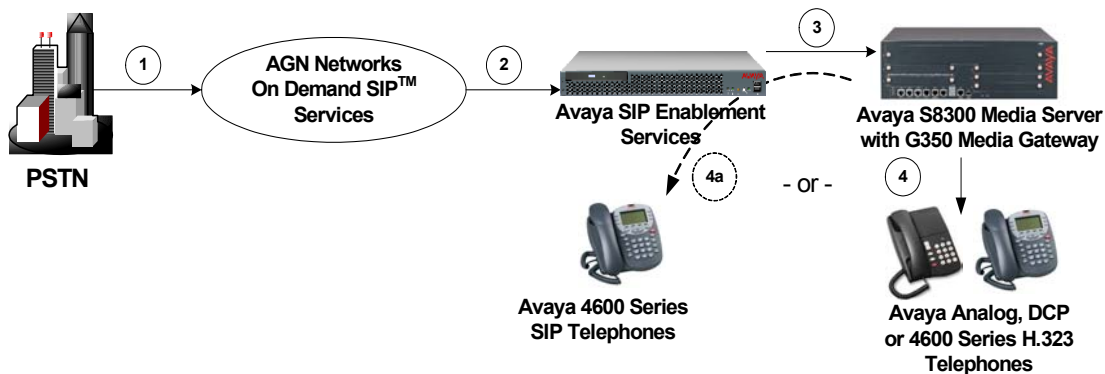 1
AGN Networks
On Demand SIP™
Services
2
AVAYA
Avaya SIP Enablement
Services
3
AVAYA
Avaya S8300 Media Server
with G350 Media Gateway
PSTN
4a
- or -
4
Avaya 4600 Series
SIP Telephones
Avaya Analog, DCP
or 4600 Series H.323
Telephones